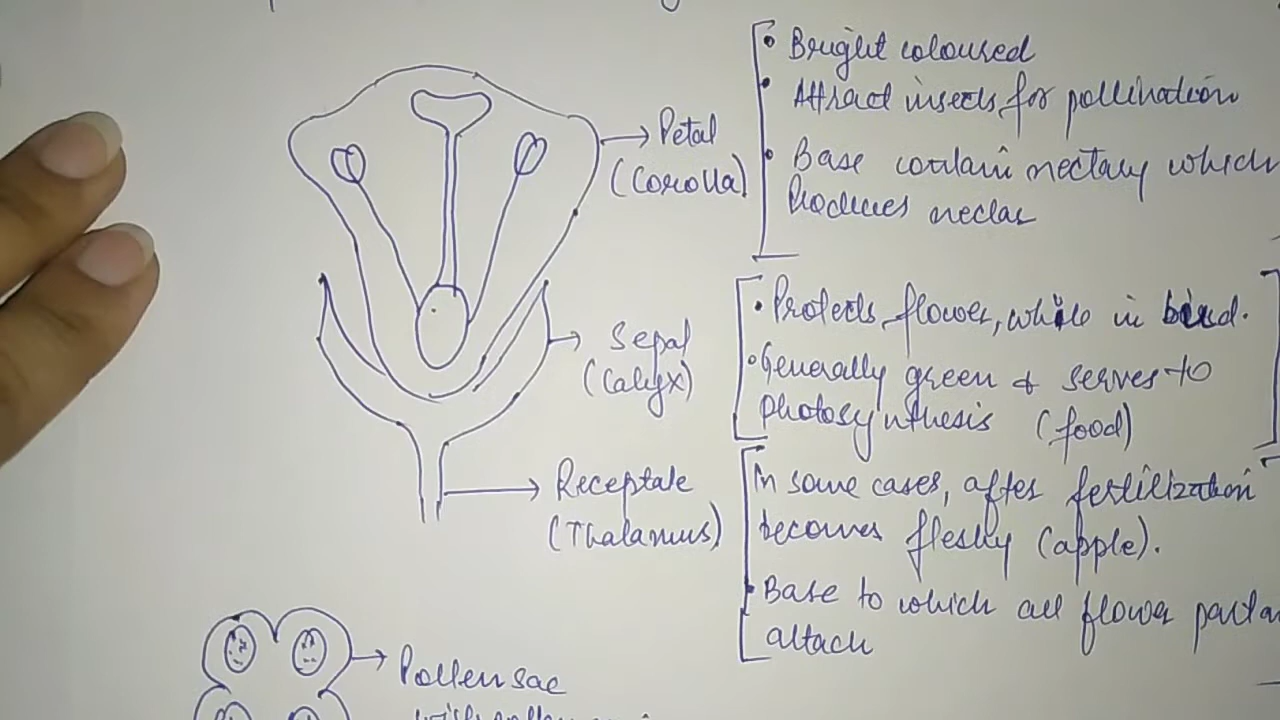 Petal
(Corolla)
• Bright coloured
• Attract insects for pollination
• Base contain nectary which
Produces nectar
Sepal
(Calyx)
• Protects flower, while in bud.
• Generally green & serves to
photosynthesis (food)
Receptale
(Thalamus)
In some cases, after fertilization
becomes fleshy (apple).
• Base to which all flower parts
attach
Pollen sac